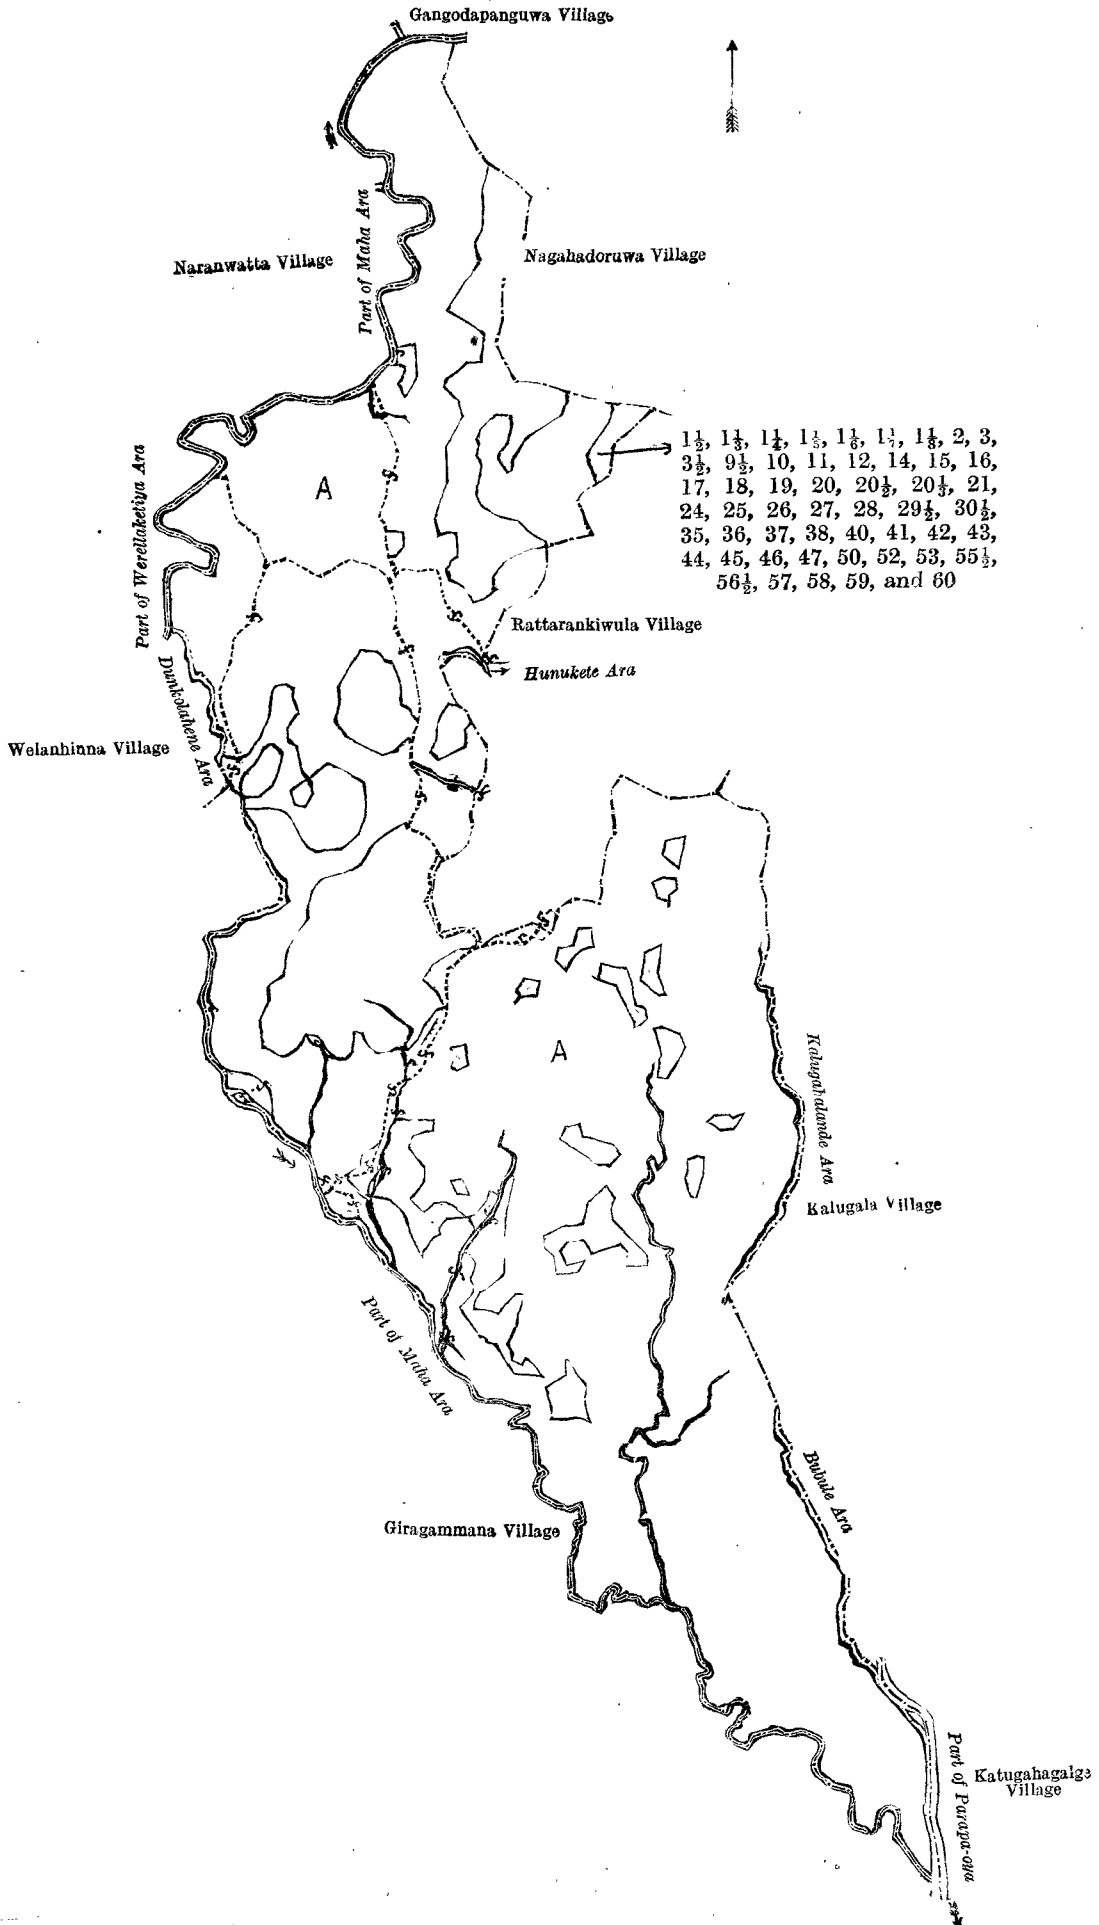 Gangodapanguwa Village
Part of Maha Ara
Naranwatta Village
Nagahadoruwa Village
1½, 1⅓, 1¼, 1⅕, 1⅙, 1⅐, 1⅛, 2, 3,
3½, 9½, 10, 11, 12, 14, 15, 16,
17, 18, 19, 20, 20½, 20⅓, 21,
24, 25, 26, 27, 28, 29½, 30½,
35, 36, 37, 38, 40, 41, 42, 43,
44, 45, 46, 47, 50, 52, 53, 55½,
56½, 57, 58, 59, and 60
A
Part of Werellaketiya Ara
Rattarankiwula Village
Hunukete Ara
Dunkolahene Ara
Welanhinna Village
A
Kalugahalande Ara
Kalugala Village
Part of Maha Ara
Bubule Ara
Giragammana Village
Part of Parapa-oya
Katugahagalge
Village